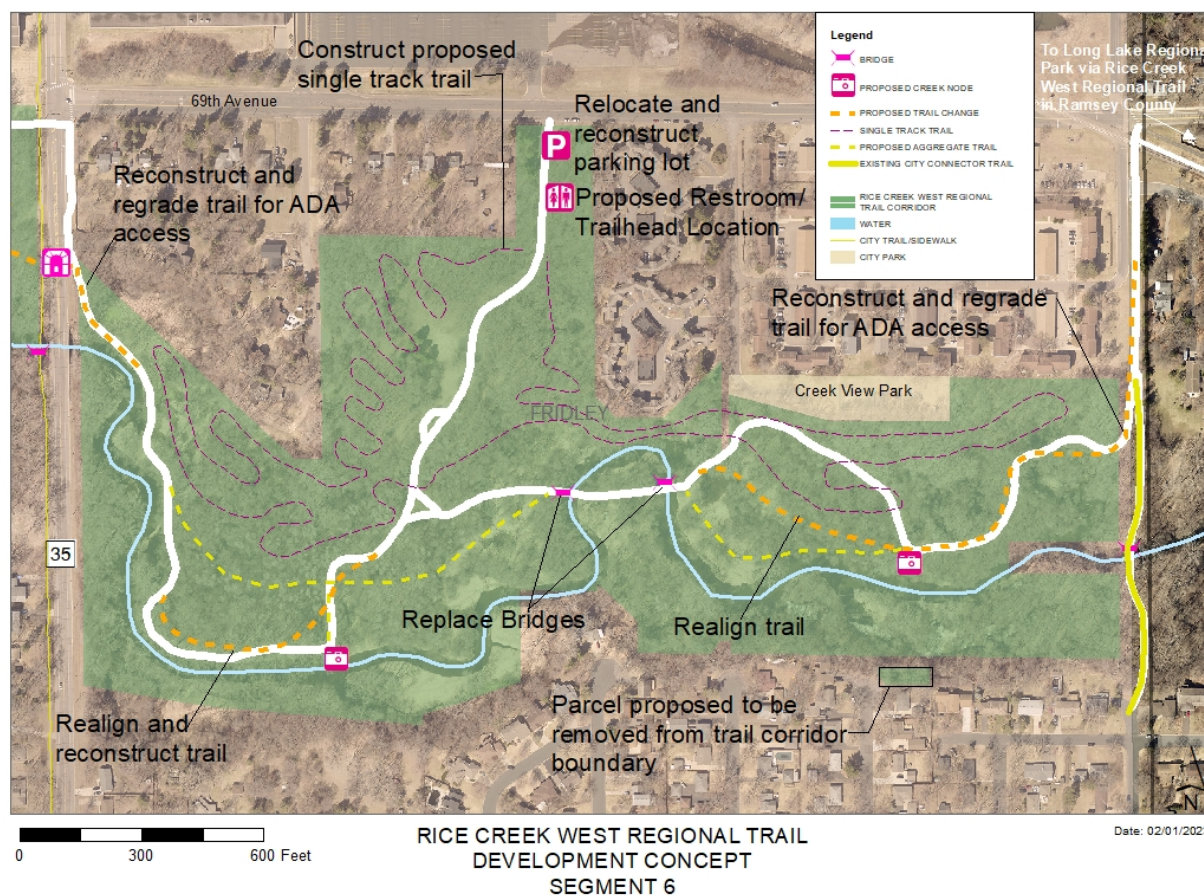 Construct proposed
single track trail
69th Avenue
Relocate and
reconstruct
parking lot
P
Proposed Restroom/
Trailhead Location
Reconstruct and
regrade trail for ADA
access
Legend
BRIDGE
PROPOSED CREEK NODE
PROPOSED TRAIL CHANGE
SINGLE TRACK TRAIL
PROPOSED AGGREGATE TRAIL
EXISTING CITY CONNECTOR TRAIL
RICE CREEK WEST REGIONAL
TRAIL CORRIDOR
WATER
CITY TRAIL/SIDEWALK
CITY PARK
To Long Lake Regiona
Park via Rice Creek
West Regional Trail
in Ramsey County
Reconstruct and regrade
trail for ADA access
Creek View Park
FRIDLEY
35
Replace Bridges
Realign trail
Realign and
reconstruct trail
Parcel proposed to be
removed from trail corridor
boundary
N
0 300 600 Feet
RICE CREEK WEST REGIONAL TRAIL
DEVELOPMENT CONCEPT
SEGMENT 6
Date: 02/01/202